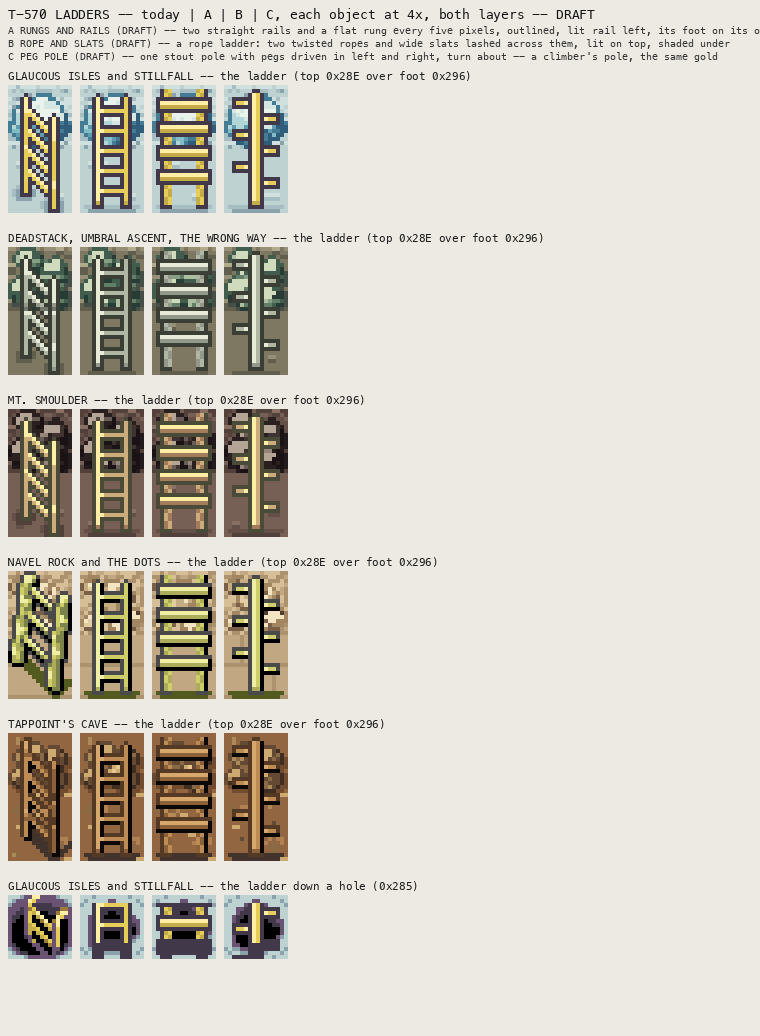 T-570 LADDERS -- today | A | B | C, each object at 4x, both layers -- DRAFT
A RUNGS AND RAILS (DRAFT) -- two straight rails and a flat rung every five pixels, outlined, lit rail left, its foot on its o
B ROPE AND SLATS (DRAFT) -- a rope ladder: two twisted ropes and wide slats lashed across them, lit on top, shaded under
C PEG POLE (DRAFT) -- one stout pole with pegs driven in left and right, turn about -- a climber's pole, the same gold
GLAUCOUS ISLES and STILLFALL -- the ladder (top 0x28E over foot 0x296)
DEADSTACK, UMBRAL ASCENT, THE WRONG WAY -- the ladder (top 0x28E over foot 0x296)
MT. SMOULDER -- the ladder (top 0x28E over foot 0x296)
NAVEL ROCK and THE DOTS -- the ladder (top 0x28E over foot 0x296)
TAPPOINT'S CAVE -- the ladder (top 0x28E over foot 0x296)
GLAUCOUS ISLES and STILLFALL -- the ladder down a hole (0x285)